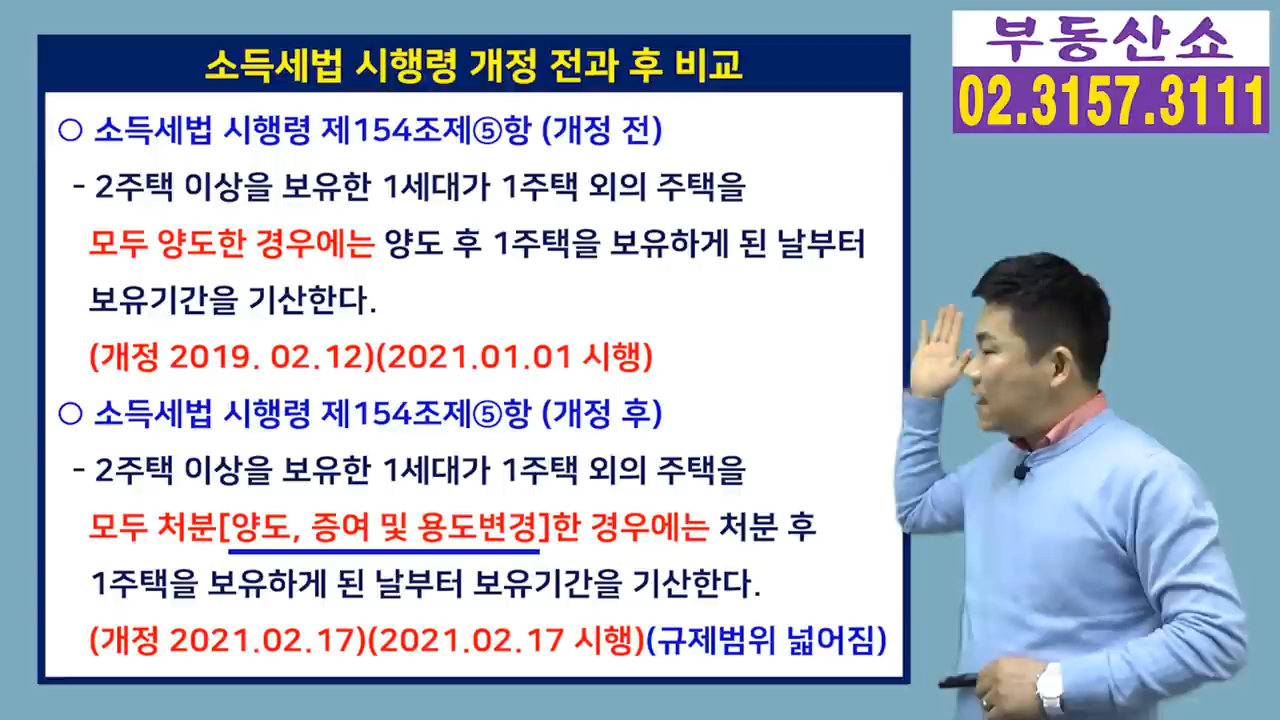 소득세법 시행령 개정 전과 후 비교
부동산쇼
02.3157.3111
○ 소득세법 시행령 제154조제⑤항 (개정 전)
- 2주택 이상을 보유한 1세대가 1주택 외의 주택을
모두 양도한 경우에는 양도 후 1주택을 보유하게 된 날부터
보유기간을 기산한다.
(개정 2019. 02.12)(2021.01.01 시행)
○ 소득세법 시행령 제154조제⑤항 (개정 후)
- 2주택 이상을 보유한 1세대가 1주택 외의 주택을
모두 처분[양도, 증여 및 용도변경]한 경우에는 처분 후
1주택을 보유하게 된 날부터 보유기간을 기산한다.
(개정 2021.02.17)(2021.02.17 시행)(규제범위 넓어짐)